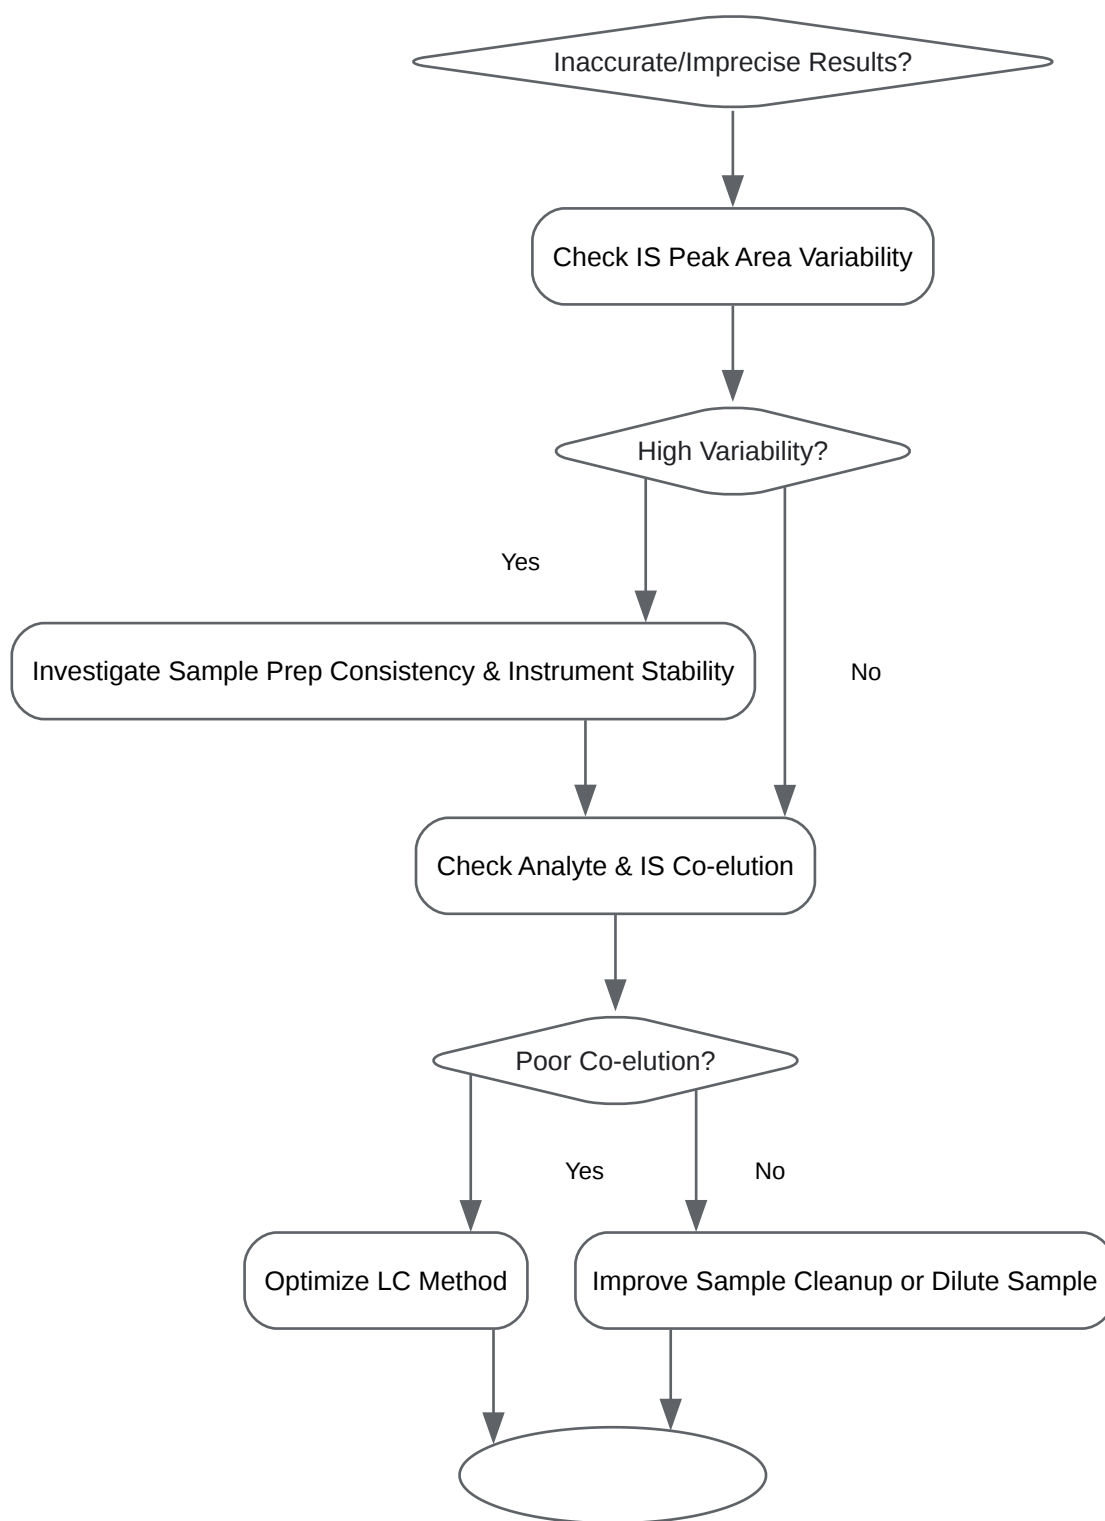 Inaccurate/Imprecise Results?
Check IS Peak Area Variability
High Variability?
Yes
Investigate Sample Prep Consistency & Instrument Stability
No
Check Analyte & IS Co-elution
Poor Co-elution?
Yes
No
Optimize LC Method
Improve Sample Cleanup or Dilute Sample